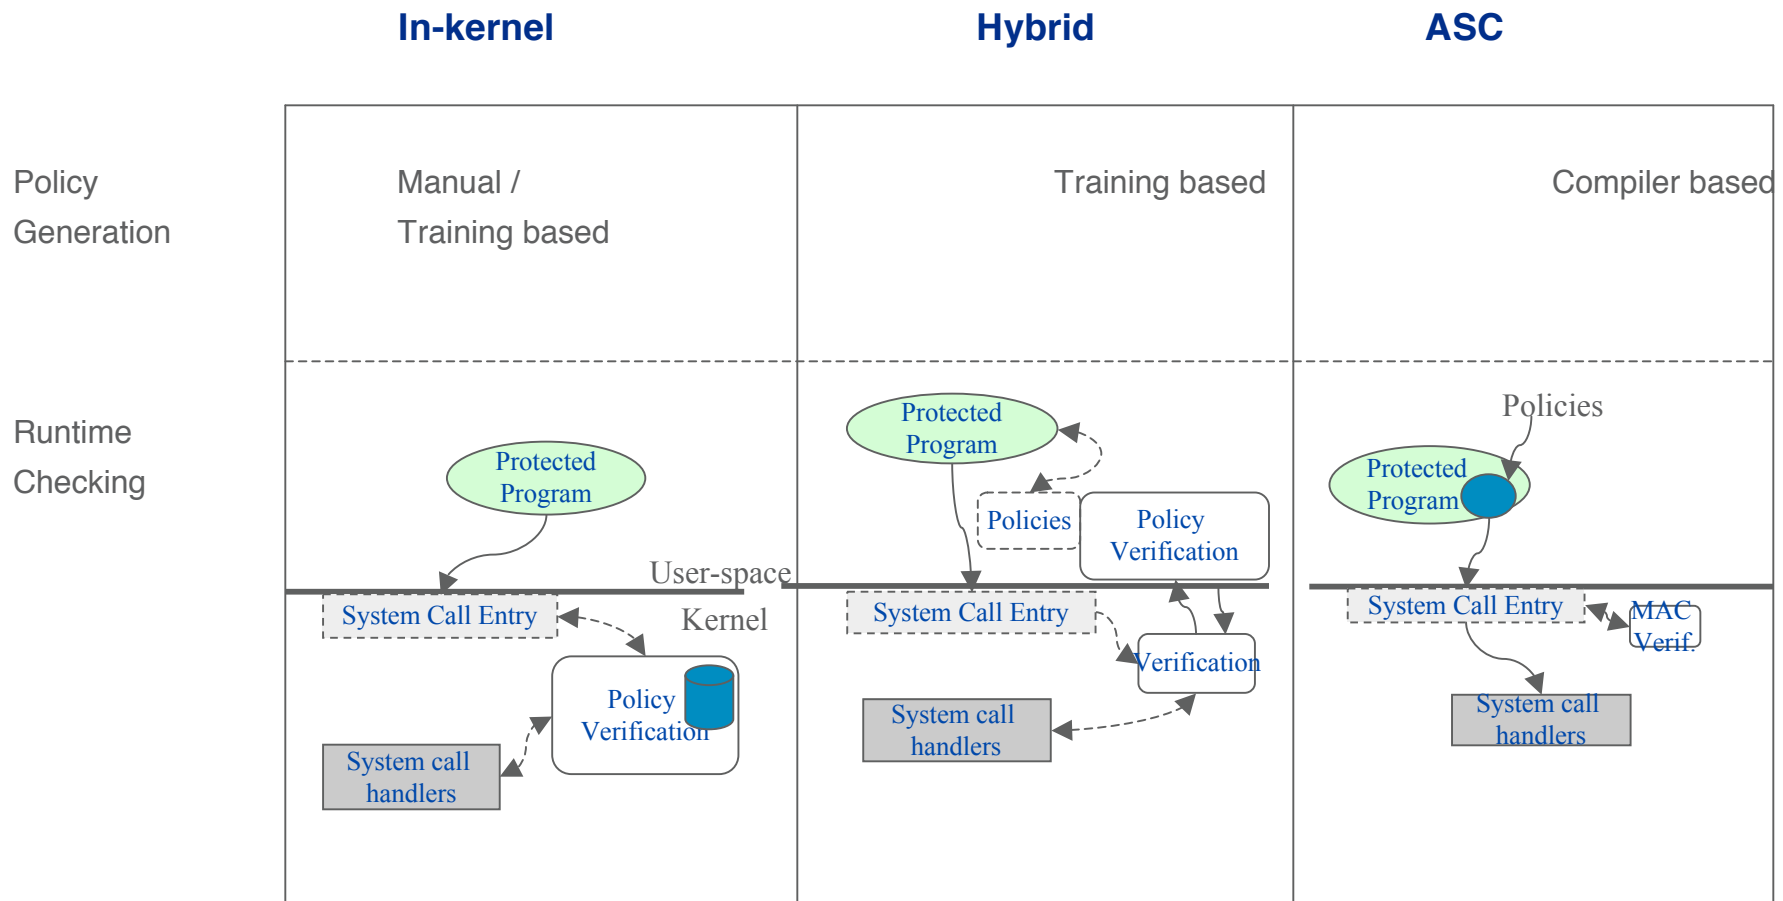 In-kernel
Hybrid
ASC
Policy
Generation
Manual /
Training based
Training based
Compiler based
Runtime
Checking
Protected
Program
User-space
System Call Entry
Kernel
Policy
Verification
System call
handlers
Protected
Program
Policies
Policy
Verification
System Call Entry
Verification
System call
handlers
Policies
Protected
Program
System Call Entry
MAC
Verif.
System call
handlers